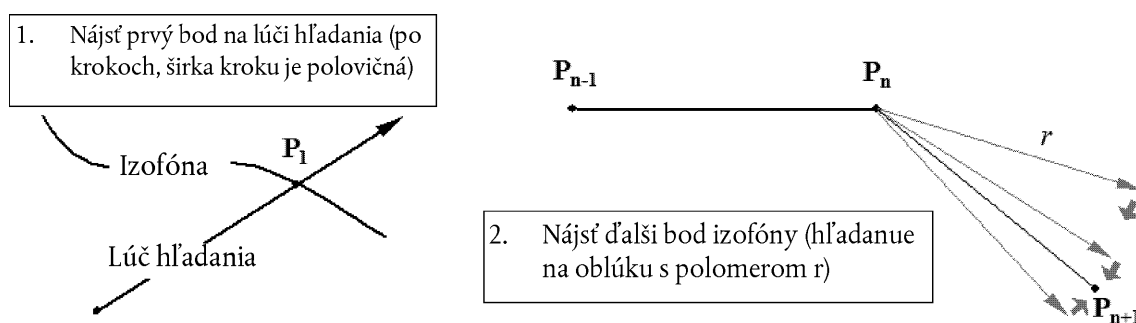 1. Nájsť prvý bod na lúči hľadania (po
krokoch, širka kroku je polovičná)
Izofóna
P1
Lúč hľadania
Pn-1
Pn
r
2. Nájsť ďalši bod izofóny (hľadanue
na oblúku s polomerom r)
Pn+1